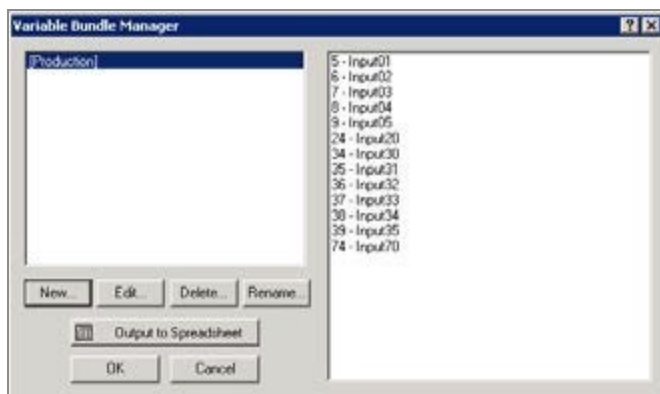 Variable Bundle Manager
[Production]
5 - Input01
6 - Input02
7 - Input03
8 - Input04
9 - Input05
24 - Input20
34 - Input30
35 - Input31
36 - Input32
37 - Input33
38 - Input34
39 - Input35
74 - Input70
New... Edit... Delete... Rename...
Output to Spreadsheet
OK Cancel